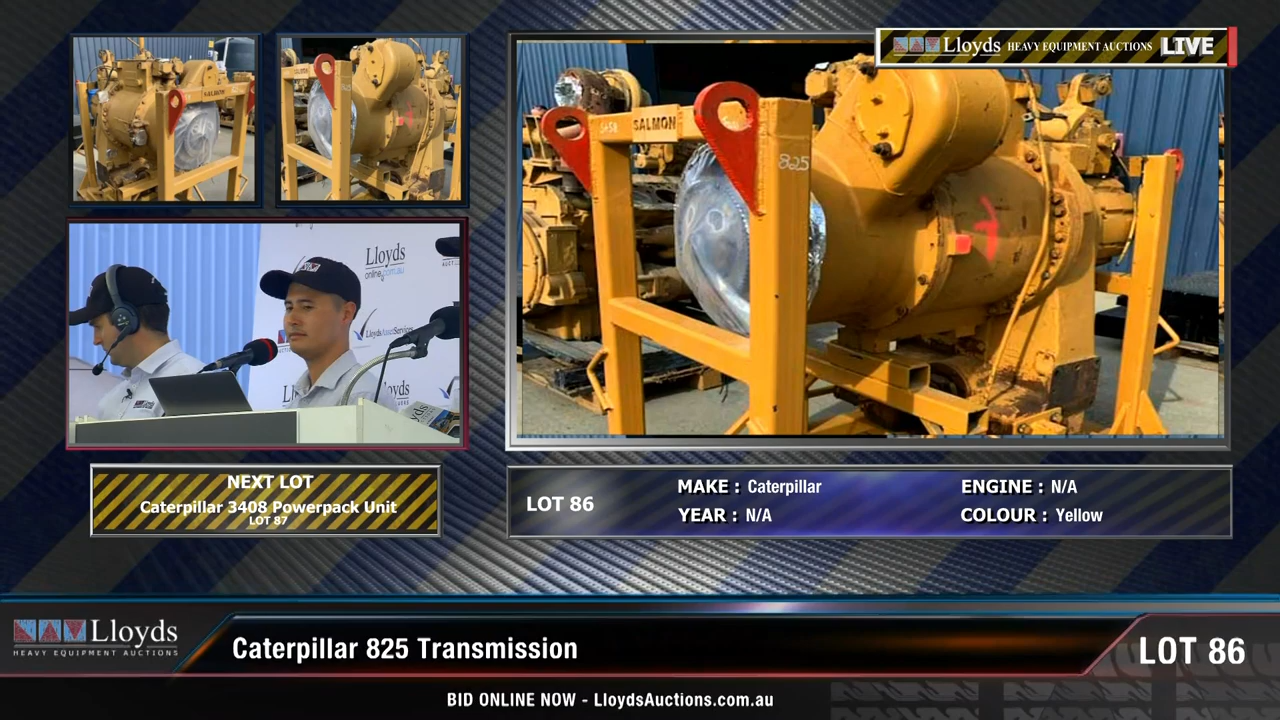 Lloyds HEAVY EQUIPMENT AUCTIONS LIVE
SALMON
825
Lloyds
online.com.au
LloydsAssetServices
NEXT LOT
Caterpillar 3408 Powerpack Unit
LOT 87
LOT 86
MAKE : Caterpillar
ENGINE : N/A
YEAR : N/A
COLOUR : Yellow
Lloyds
HEAVY EQUIPMENT AUCTIONS
Caterpillar 825 Transmission
LOT 86
BID ONLINE NOW - LloydsAuctions.com.au